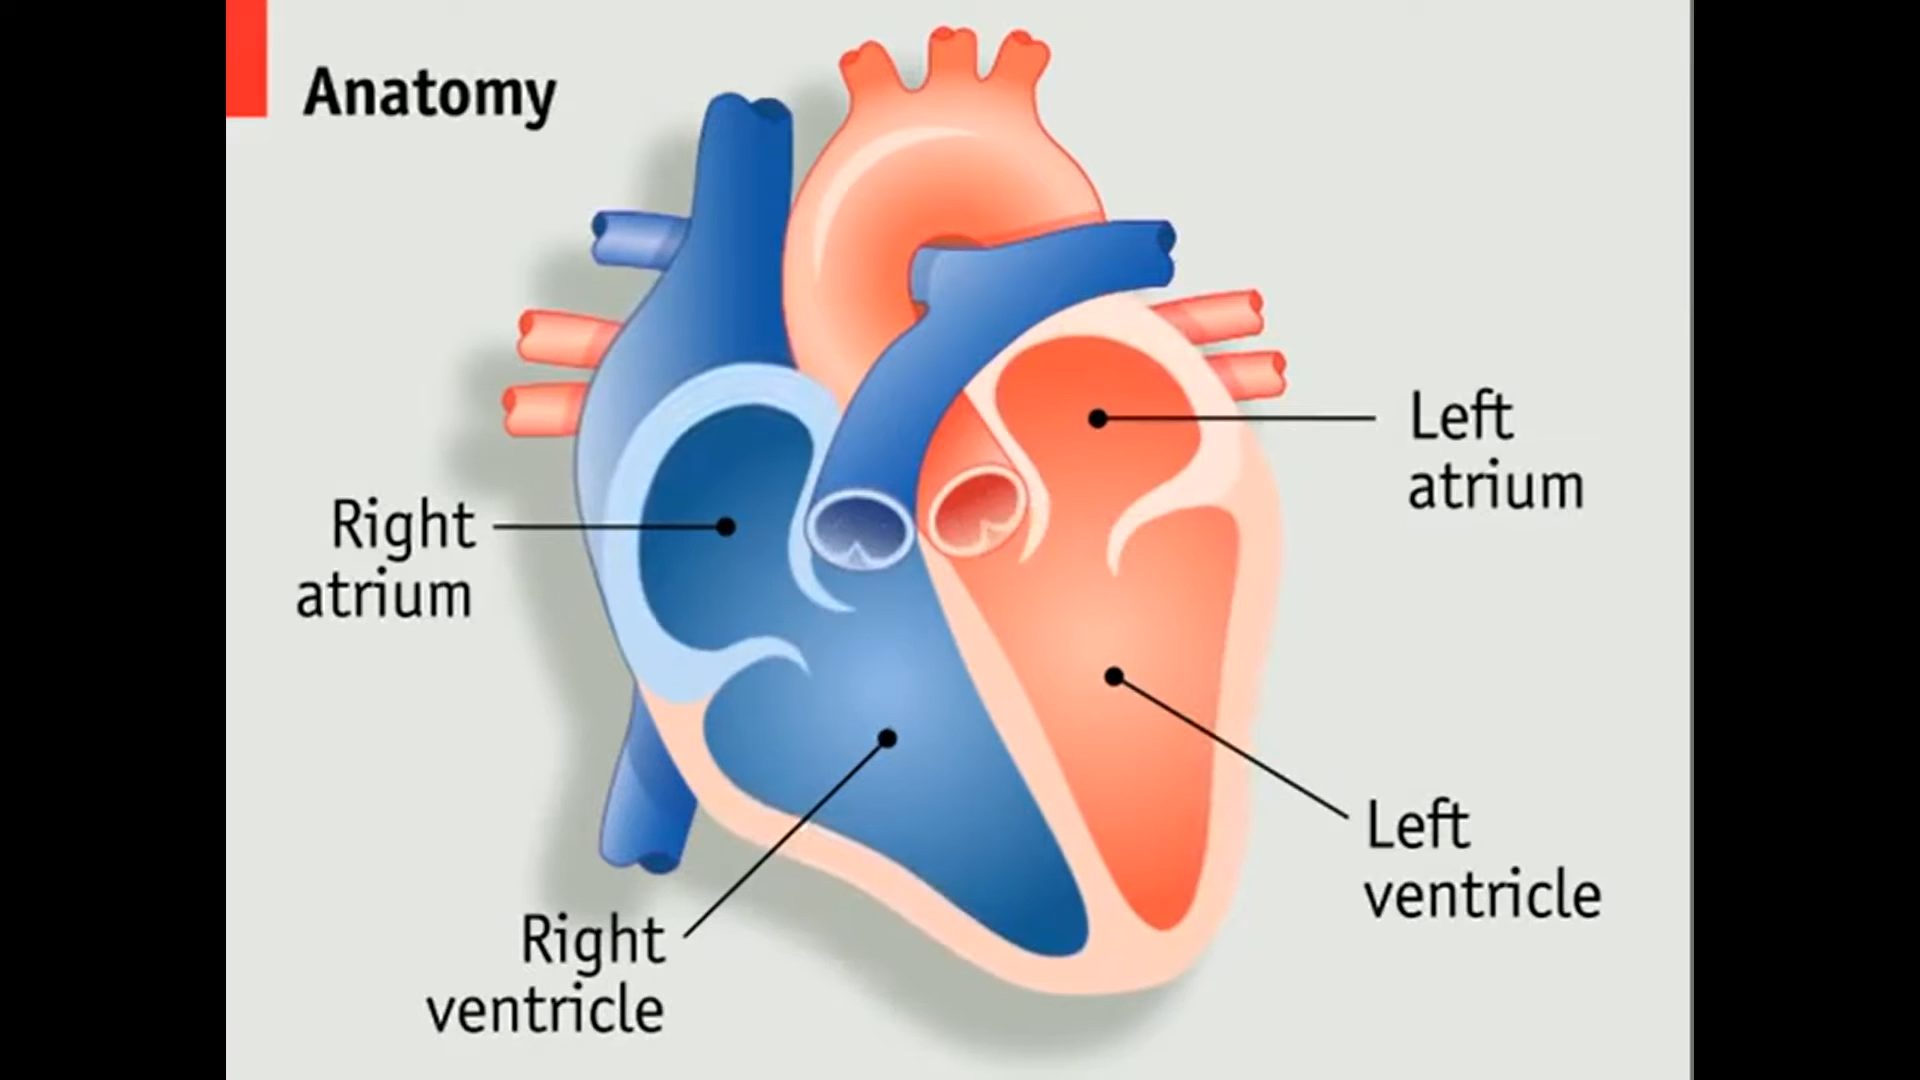 Anatomy
Left
atrium
Right
atrium
Left
ventricle
Right
ventricle